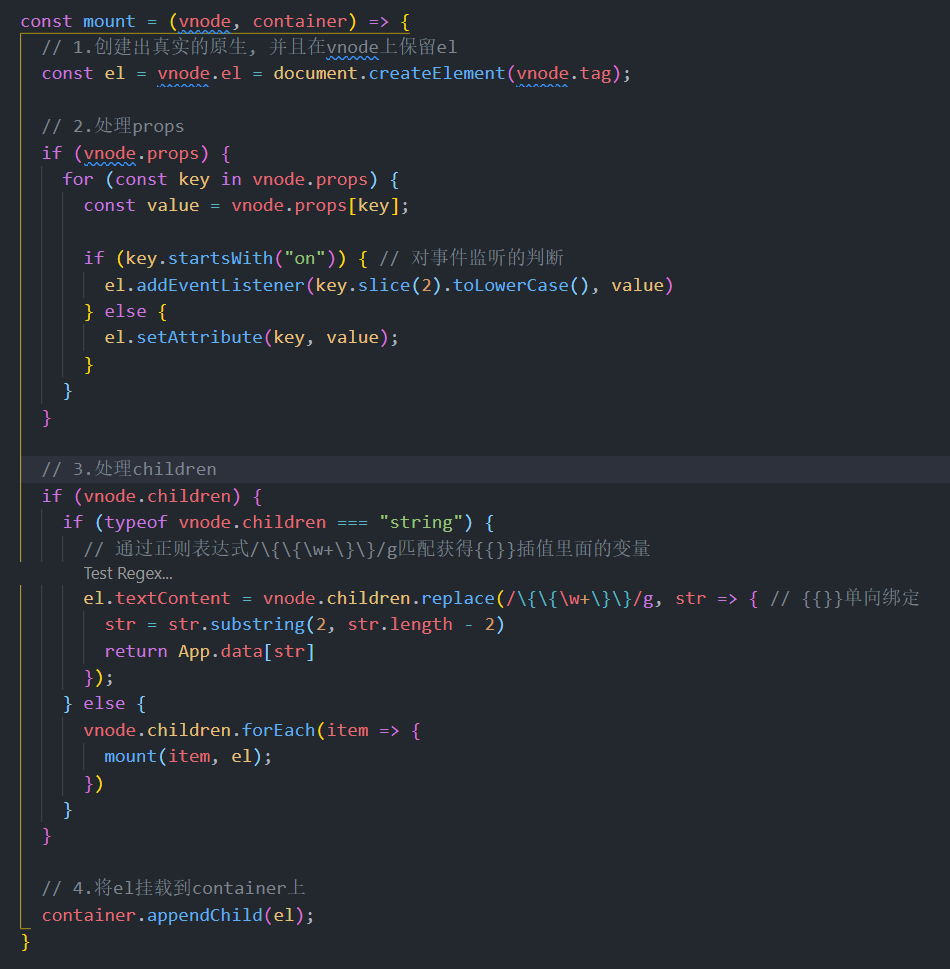 const mount = (vnode, container) => {
  // 1.创建出真实的原生, 并且在vnode上保留el
  const el = vnode.el = document.createElement(vnode.tag);

  // 2.处理props
  if (vnode.props) {
    for (const key in vnode.props) {
      const value = vnode.props[key];

      if (key.startsWith("on")) { // 对事件监听的判断
        el.addEventListener(key.slice(2).toLowerCase(), value)
      } else {
        el.setAttribute(key, value);
      }
    }
  }

  // 3.处理children
  if (vnode.children) {
    if (typeof vnode.children === "string") {
      // 通过正则表达式/\{\{\w+\}\}/g匹配获得{{}}插值里面的变量
      Test Regex...
      el.textContent = vnode.children.replace(/\{\{\w+\}\}/g, str => { // {{}}单向绑定
        str = str.substring(2, str.length - 2)
        return App.data[str]
      });
    } else {
      vnode.children.forEach(item => {
        mount(item, el);
      })
    }
  }

  // 4.将el挂载到container上
  container.appendChild(el);
}